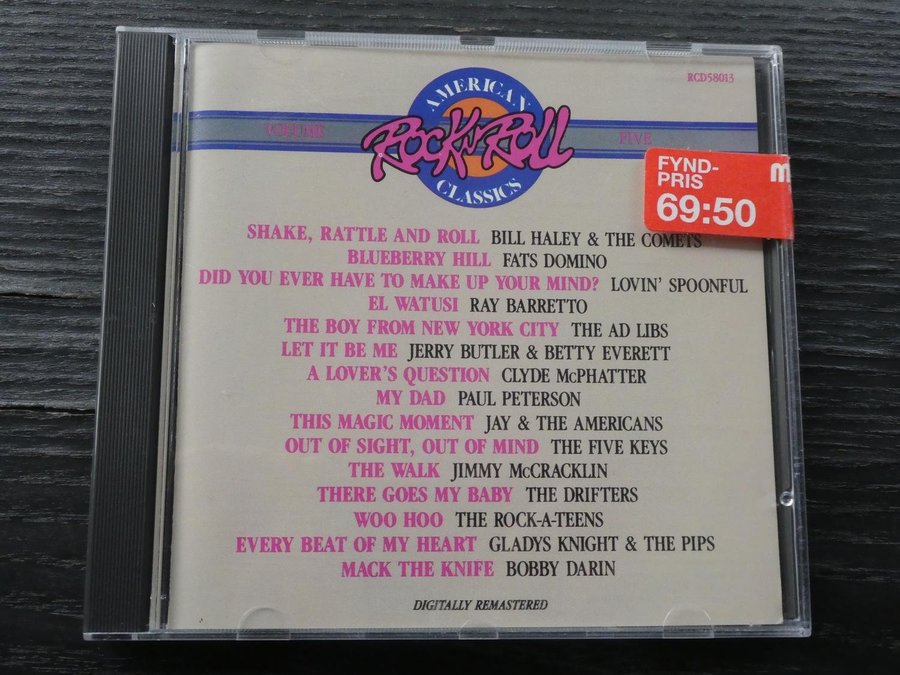 RCD58013
AMERICAN
VOLUME ROCK N ROLL FIVE
CLASSICS
FYND-
PRIS
69:50
m
SHAKE, RATTLE AND ROLL BILL HALEY & THE COMETS
BLUEBERRY HILL FATS DOMINO
DID YOU EVER HAVE TO MAKE UP YOUR MIND? LOVIN' SPOONFUL
EL WATUSI RAY BARRETTO
THE BOY FROM NEW YORK CITY THE AD LIBS
LET IT BE ME JERRY BUTLER & BETTY EVERETT
A LOVER'S QUESTION CLYDE McPHATTER
MY DAD PAUL PETERSON
THIS MAGIC MOMENT JAY & THE AMERICANS
OUT OF SIGHT, OUT OF MIND THE FIVE KEYS
THE WALK JIMMY McCRACKLIN
THERE GOES MY BABY THE DRIFTERS
WOO HOO THE ROCK-A-TEENS
EVERY BEAT OF MY HEART GLADYS KNIGHT & THE PIPS
MACK THE KNIFE BOBBY DARIN
DIGITALLY REMASTERED